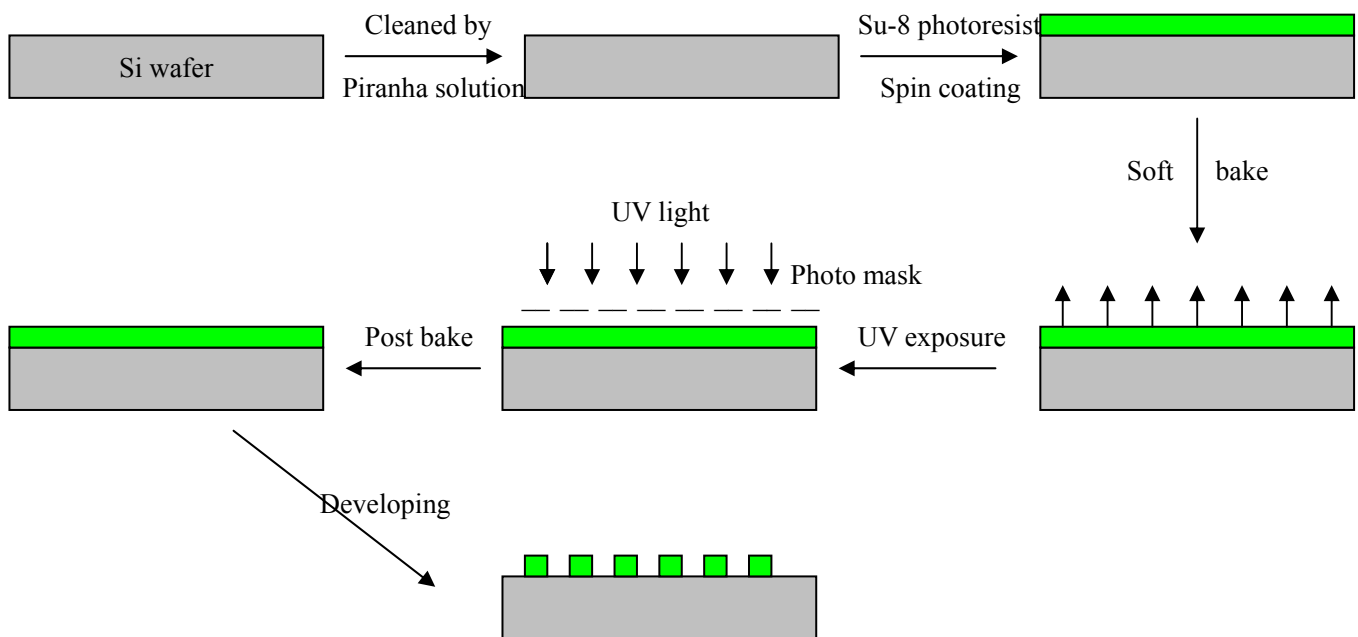 Si wafer
Cleaned by
Piranha solution
Su-8 photoresist
Spin coating
Soft bake
UV light
Photo mask
UV exposure
Post bake
Developing